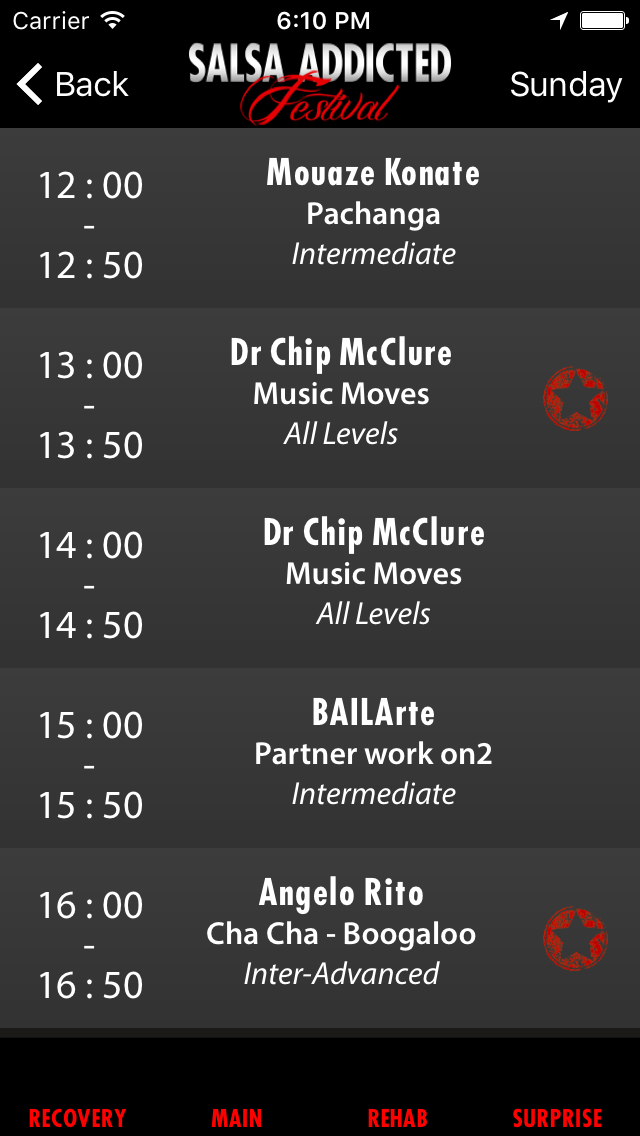 Carrier 6:10 PM
SALSA ADDICTED
Back Festival Sunday
12 : 00 - 12 : 50
Mouaze Konate
Pachanga
Intermediate
13 : 00 - 13 : 50
Dr Chip McClure
Music Moves
All Levels
14 : 00 - 14 : 50
Dr Chip McClure
Music Moves
All Levels
15 : 00 - 15 : 50
BAILArte
Partner work on2
Intermediate
16 : 00 - 16 : 50
Angelo Rito
Cha Cha - Boogaloo
Inter-Advanced
RECOVERY MAIN REHAB SURPRISE